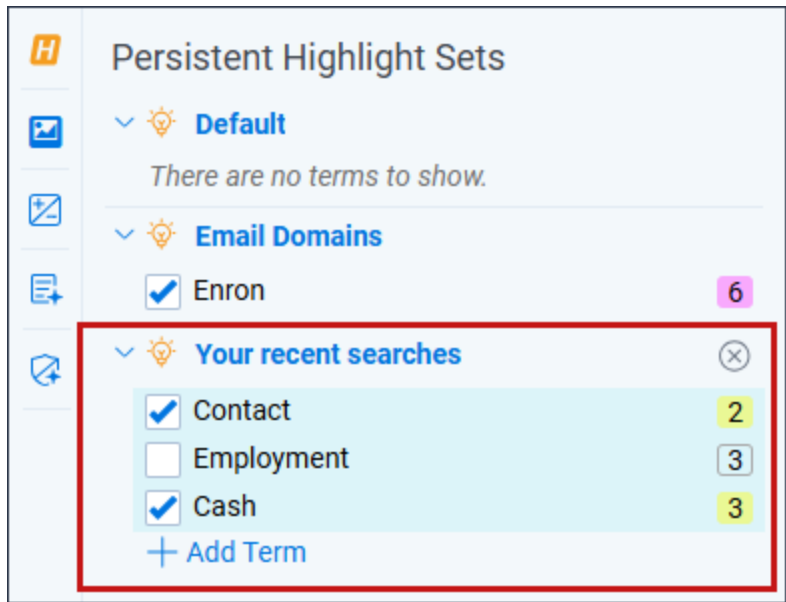 H
Persistent Highlight Sets
Default
There are no terms to show.
Email Domains
Enron 6
Your recent searches
Contact 2
Employment 3
Cash 3
Add Term